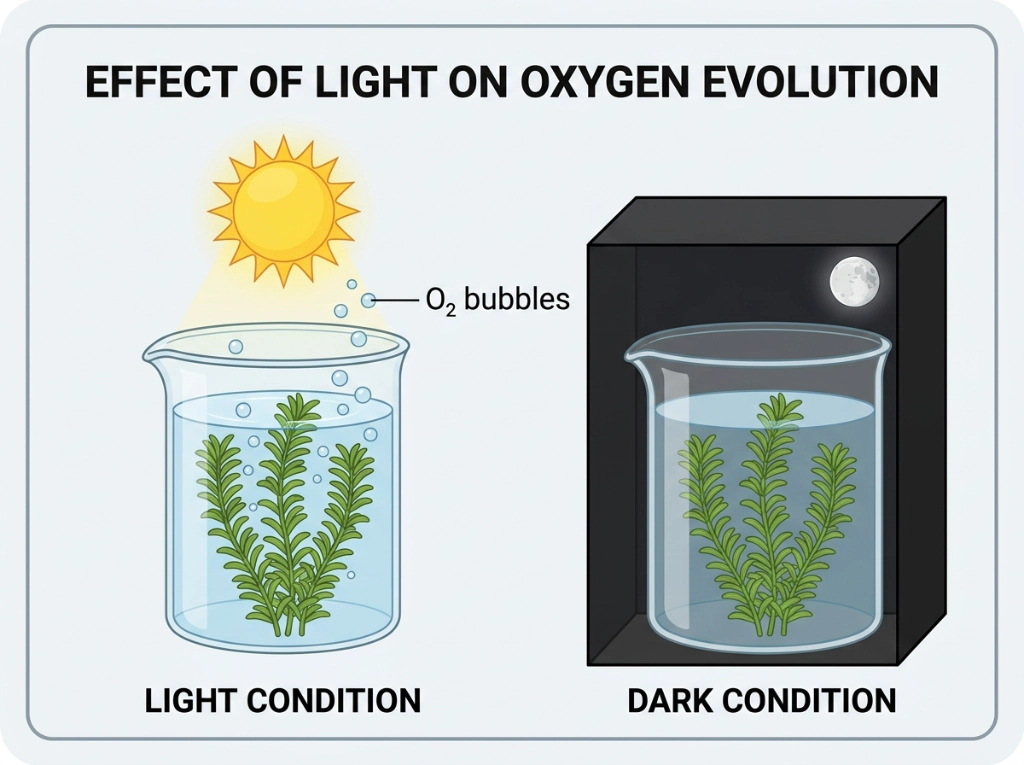 EFFECT OF LIGHT ON OXYGEN EVOLUTION
O₂ bubbles
LIGHT CONDITION
DARK CONDITION